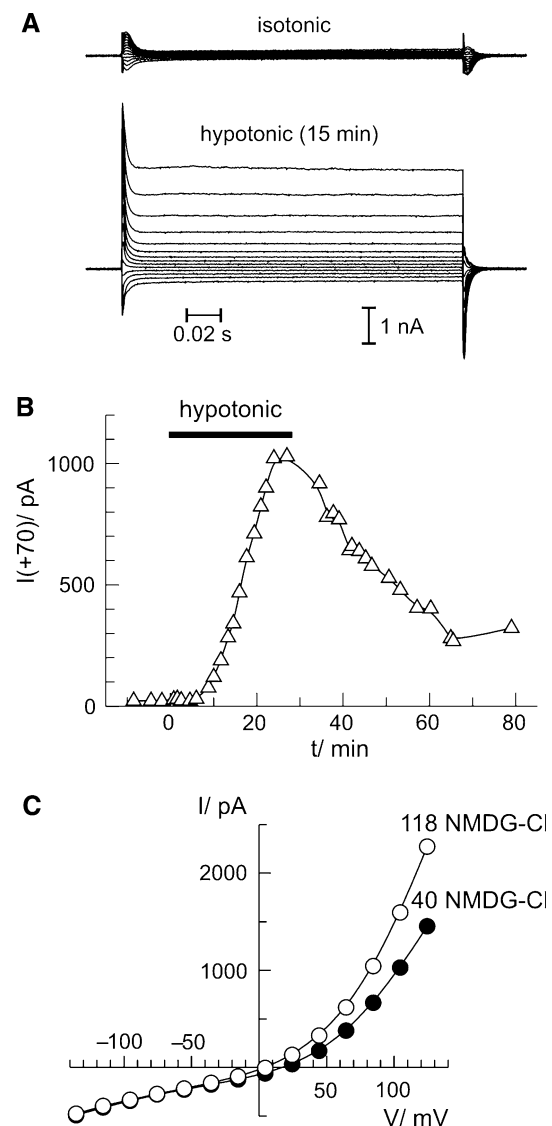 A
isotonic
hypotonic (15 min)
0.02 s
1 nA
B
hypotonic
1000
500
0
I(+70)/ pA
0 20 40 60 80
t/ min
C
I/ pA
118 NMDG-Cl
2000
40 NMDG-Cl
1000
–100 –50
50 100
V/ mV